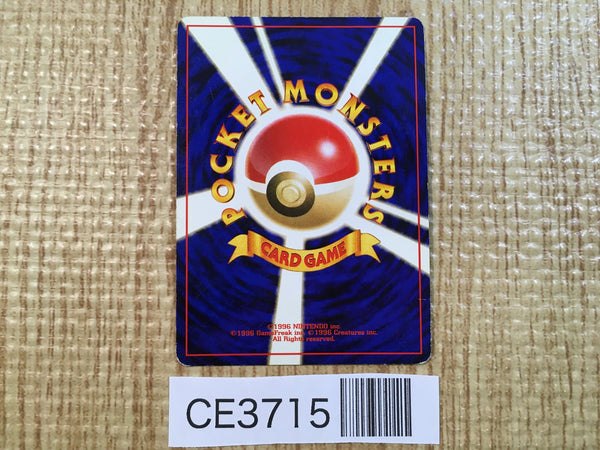 POCKET MONSTERS
CARD GAME
©1996 NINTENDO inc.
©1996 GameFreak inc. ©1996 Creatures inc.
All Rights reserved.
CE3715